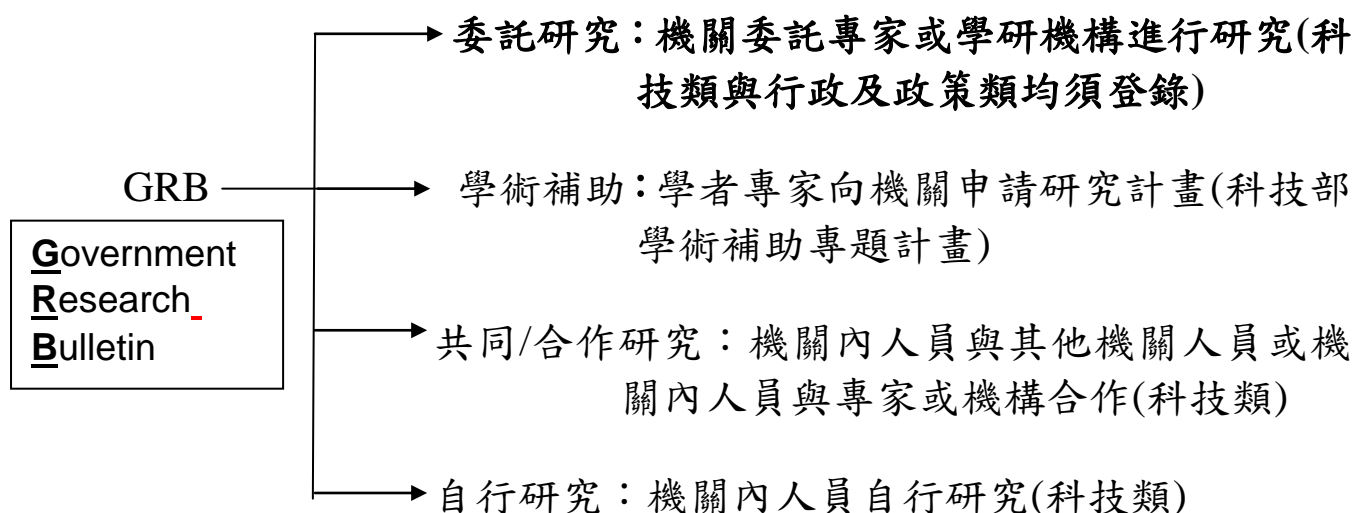 委託研究：機關委託專家或學研機構進行研究(科
技類與行政及政策類均須登錄)
GRB
學術補助：學者專家向機關申請研究計畫(科技部
學術補助專題計畫)
Government
Research
Bulletin
共同/合作研究：機關內人員與其他機關人員或機
關內人員與專家或機構合作(科技類)
自行研究：機關內人員自行研究(科技類)